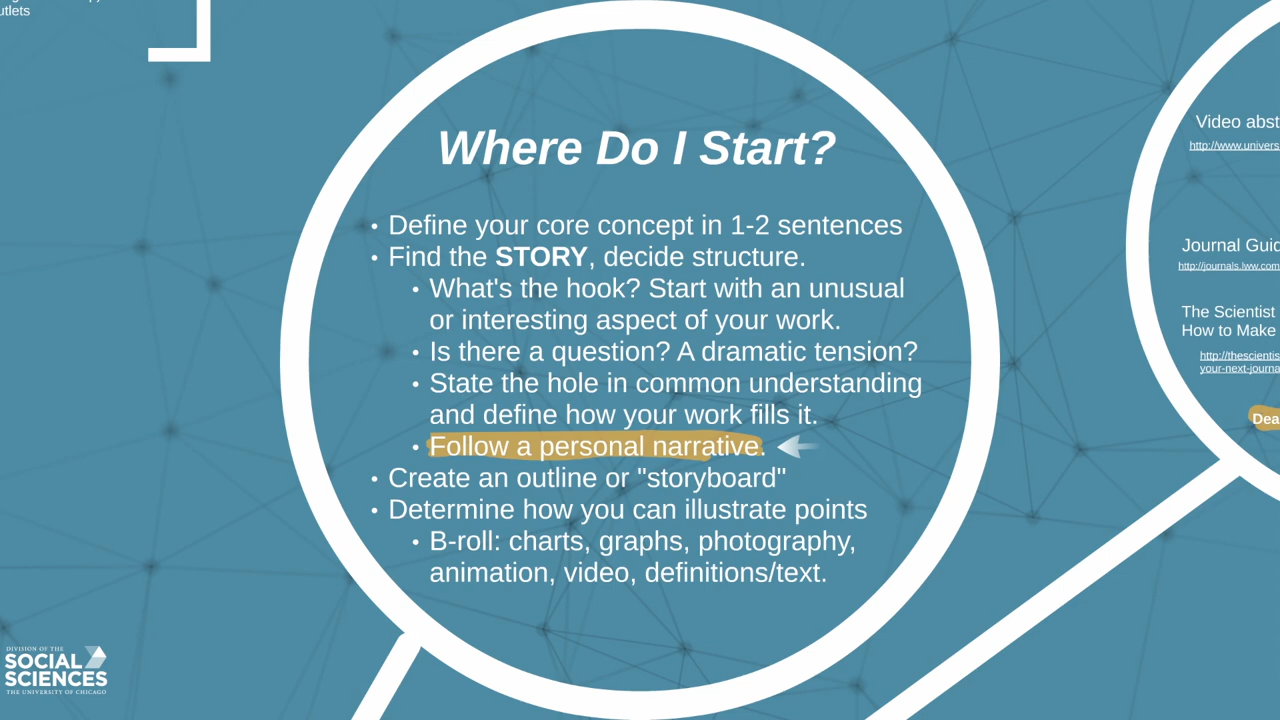 utlets
Where Do I Start?
• Define your core concept in 1-2 sentences
• Find the STORY, decide structure.
• What's the hook? Start with an unusual
or interesting aspect of your work.
• Is there a question? A dramatic tension?
• State the hole in common understanding
and define how your work fills it.
• Follow a personal narrative.
• Create an outline or "storyboard"
• Determine how you can illustrate points
• B-roll: charts, graphs, photography,
animation, video, definitions/text.
Video abst
http://www.univers
Journal Guid
http://journals.lww.com
The Scientist
How to Make
http://thescientis
your-next-journa
Dea
DIVISION OF THE
SOCIAL
SCIENCES
THE UNIVERSITY OF CHICAGO